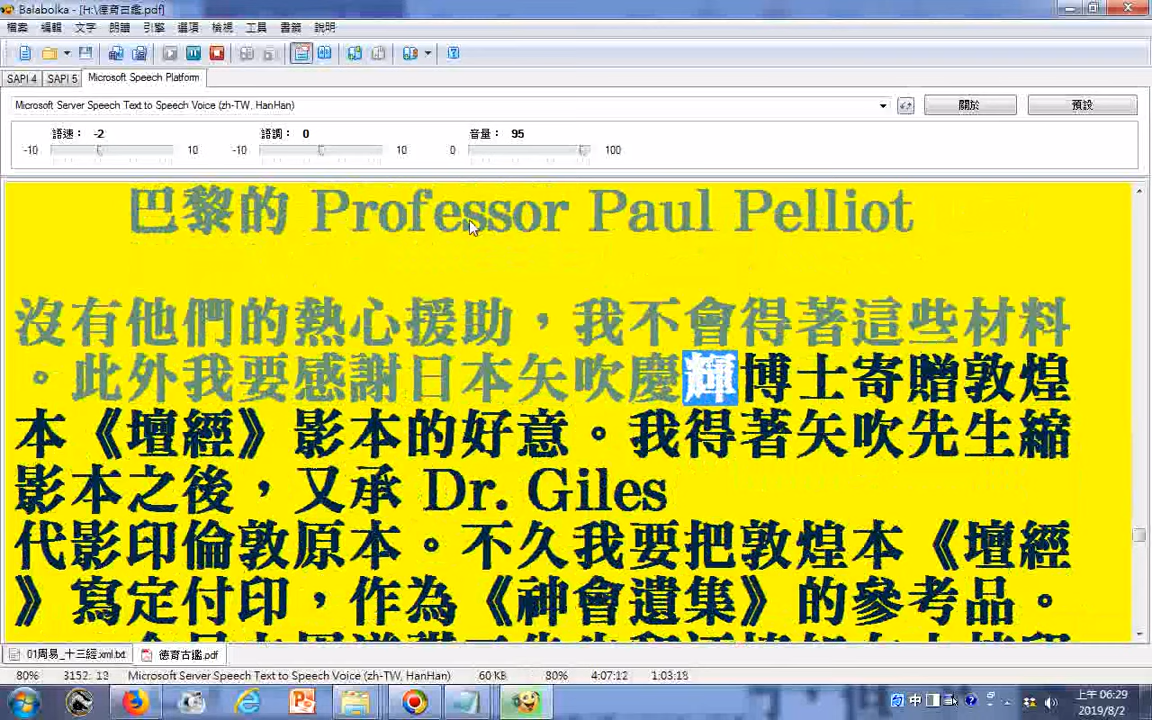 Balabolka - [H:\德育古鑑.pdf]
檔案 編輯 文字 朗讀 引擎 選項 檢視 工具 書籤 說明
SAPI 4 SAPI 5 Microsoft Speech Platform
Microsoft Server Speech Text to Speech Voice (zh-TW, HanHan) 關於 預設
語速： -2 語調： 0 音量： 95
-10 10 -10 10 0 100
巴黎的 Professor Paul Pelliot
沒有他們的熱心援助，我不會得著這些材料
。此外我要感謝日本矢吹慶輝博士寄贈敦煌
本《壇經》影本的好意。我得著矢吹先生縮
影本之後，又承 Dr. Giles
代影印倫敦原本。不久我要把敦煌本《壇經
》寫定付印，作為《神會遺集》的參考品。
01周易_十三經.xml.txt 德育古鑑.pdf
80% 3152: 13 Microsoft Server Speech Text to Speech Voice (zh-TW, HanHan) 60 KB 80% 4:07:12 1:03:18
中 上午 06:29
2019/8/2